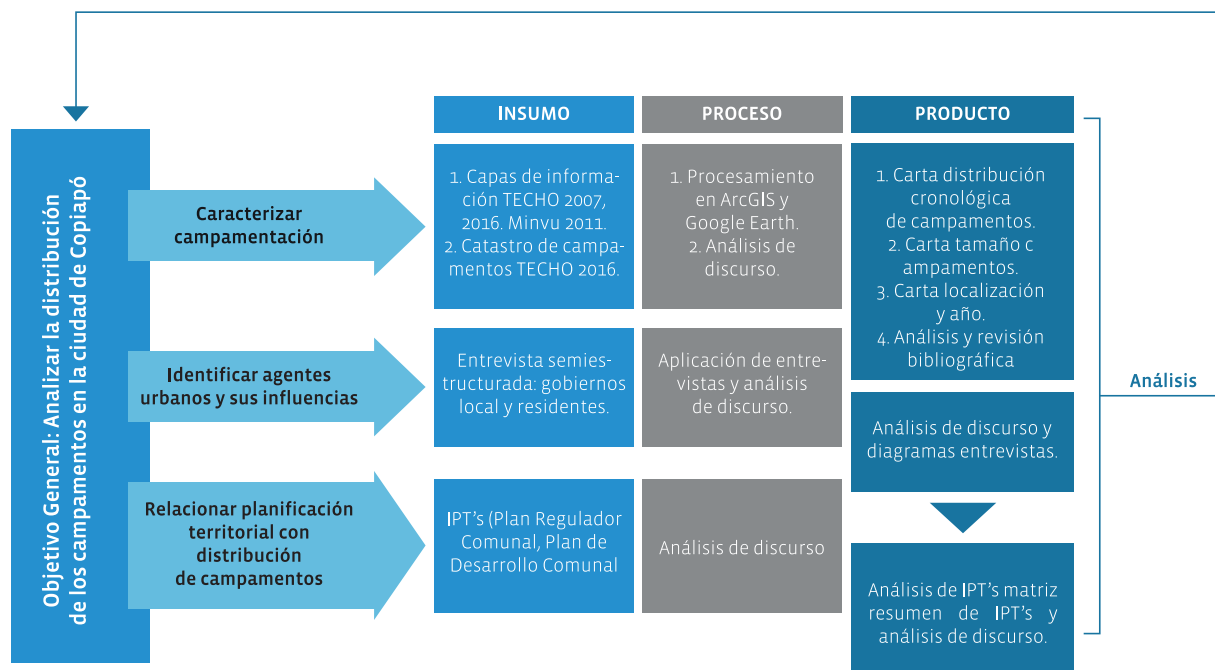 Objetivo General: Analizar la distribución
de los campamentos en la ciudad de Copiapó
INSUMO
PROCESO
PRODUCTO
Caracterizar
campamentación
1. Capas de informa-
ción TECHO 2007,
2016. Minvu 2011.
2. Catastro de campa-
mentos TECHO 2016.
1. Procesamiento
en ArcGIS y
Google Earth.
2. Análisis de
discurso.
1. Carta distribución
cronológica
de campamentos.
2. Carta tamaño c
ampamentos.
3. Carta localización
y año.
4. Análisis y revisión
bibliográfica
Identificar agentes
urbanos y sus influencias
Entrevista semies-
tructurada: gobiernos
local y residentes.
Aplicación de entre-
vistas y análisis
de discurso.
Análisis de discurso y
diagramas entrevistas.
Relacionar planificación
territorial con
distribución
de campamentos
IPT's (Plan Regulador
Comunal, Plan de
Desarrollo Comunal
Análisis de discurso
Análisis de IPT's matriz
resumen de IPT's y
análisis de discurso.
Análisis